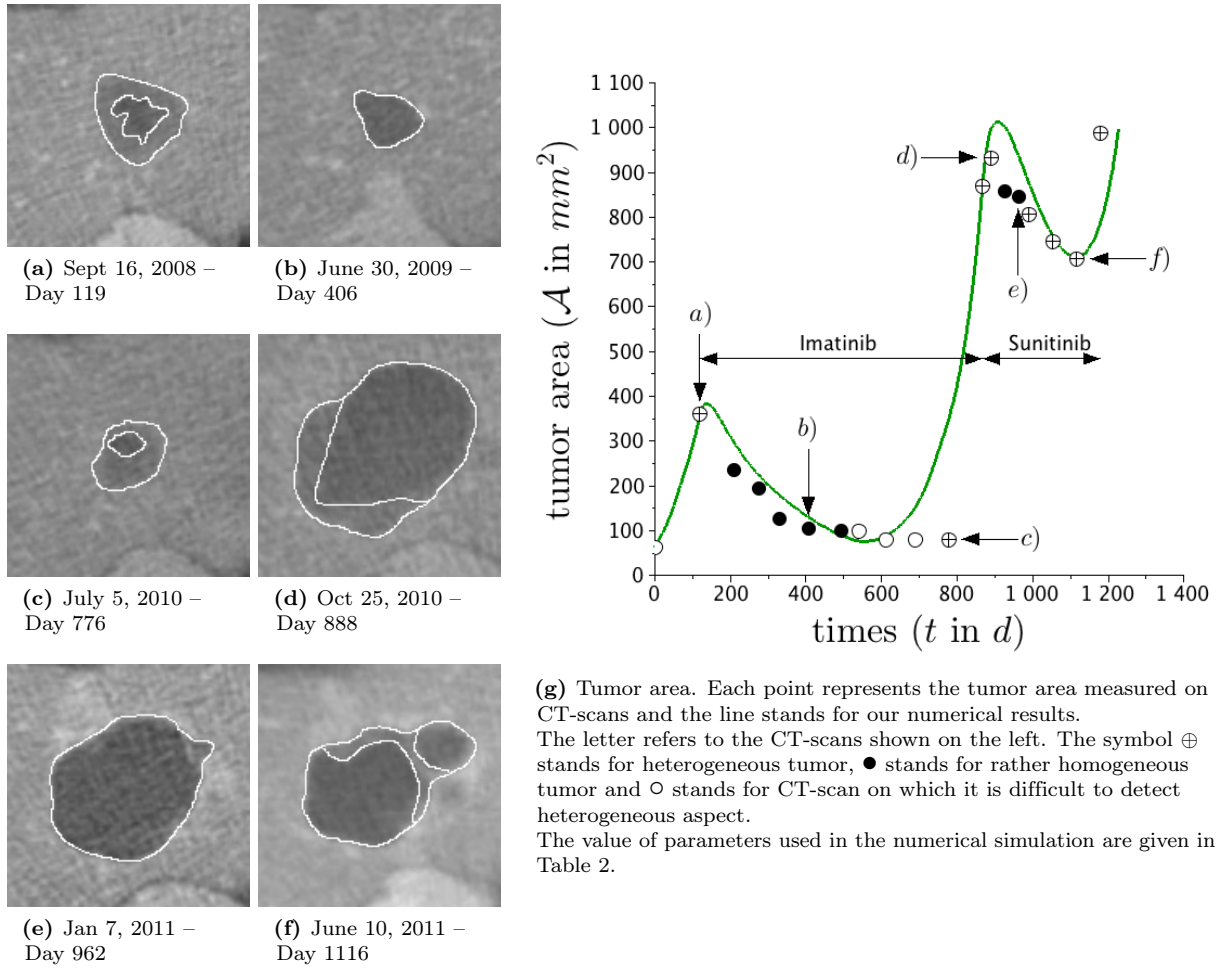 (a) Sept 16, 2008 –
Day 119
(b) June 30, 2009 –
Day 406
(c) July 5, 2010 –
Day 776
(d) Oct 25, 2010 –
Day 888
(e) Jan 7, 2011 –
Day 962
(f) June 10, 2011 –
Day 1116
tumor area (𝒜 in mm²)
1 100
1 000
900
800
700
600
500
400
300
200
100
0
d)
e)
f)
a)
Imatinib
Sunitinib
b)
c)
0
200
400
600
800
1 000
1 200
1 400
times (t in d)
(g) Tumor area. Each point represents the tumor area measured on
CT-scans and the line stands for our numerical results.
The letter refers to the CT-scans shown on the left. The symbol ⊕
stands for heterogeneous tumor, ● stands for rather homogeneous
tumor and ○ stands for CT-scan on which it is difficult to detect
heterogeneous aspect.
The value of parameters used in the numerical simulation are given in
Table 2.